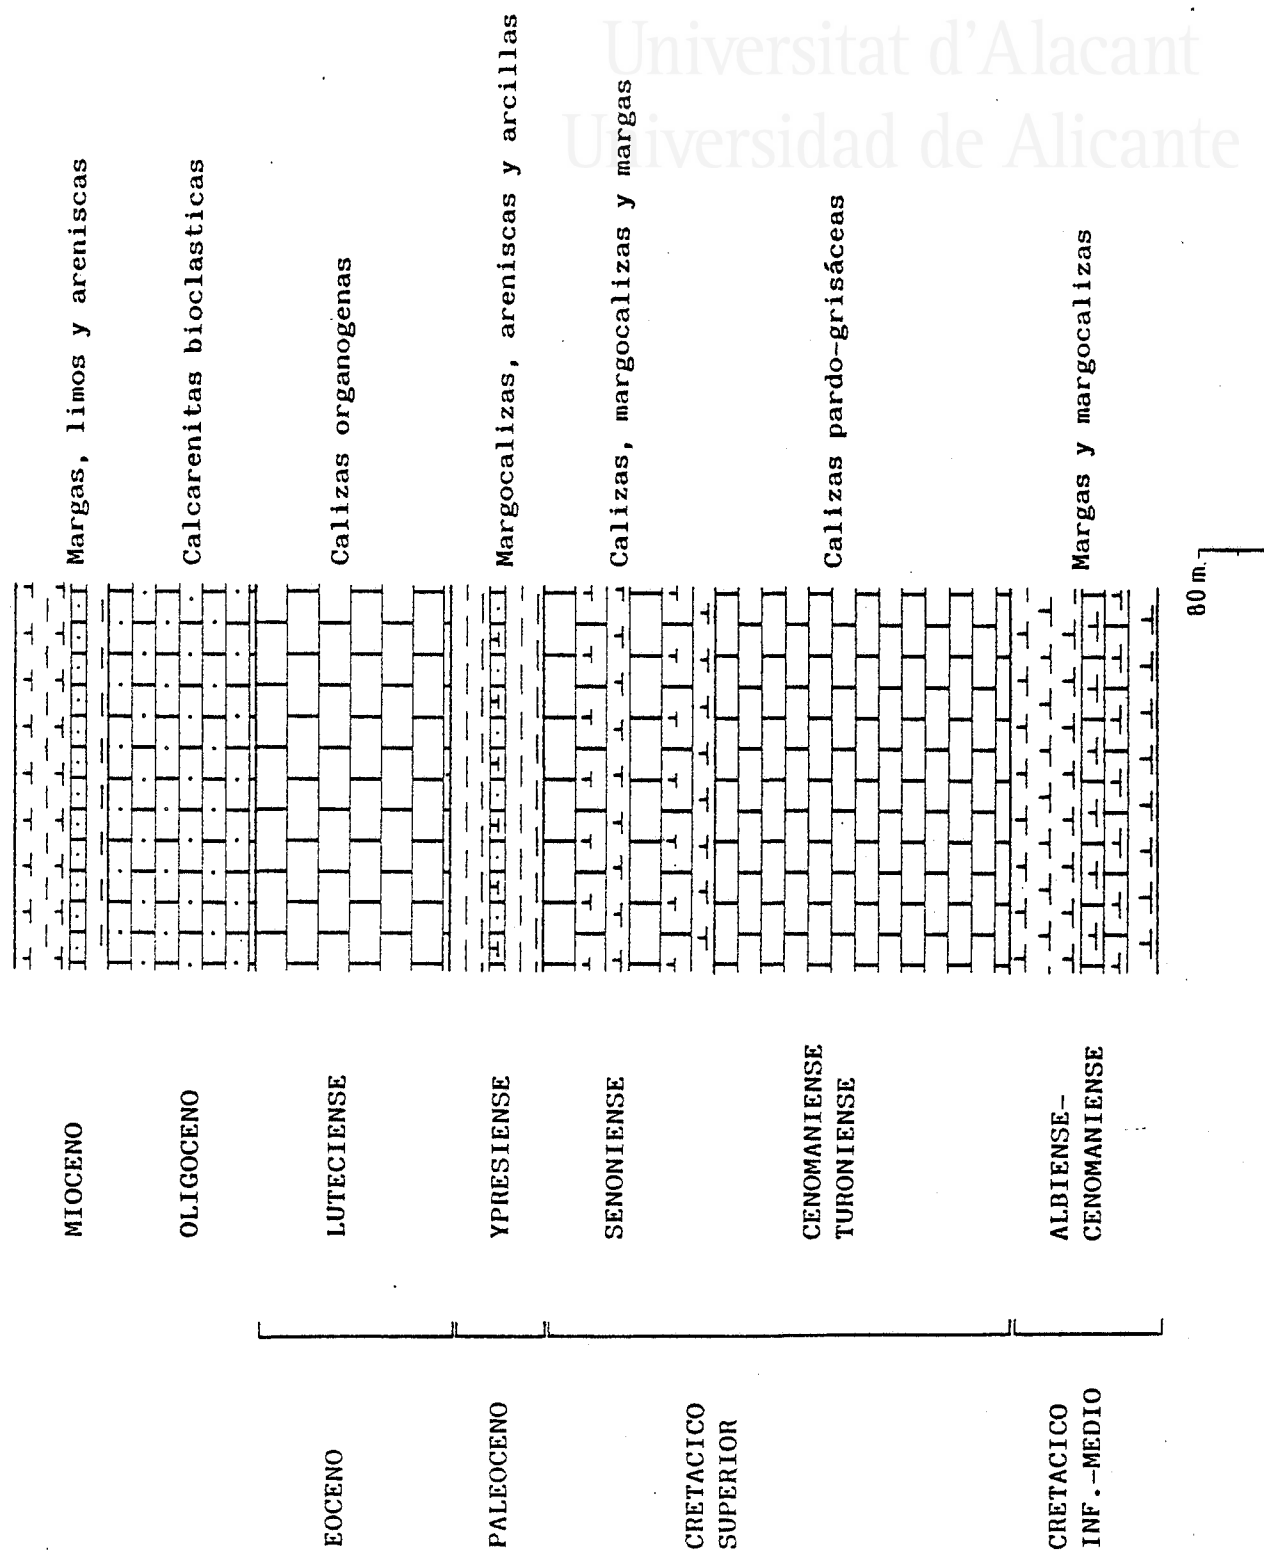 Universitat d'Alacant
Universidad de Alicante
Margas, limos y areniscas
Calcarenitas bioclasticas
Calizas organogenas
Margocalizas, areniscas y arcillas
Calizas, margocalizas y margas
Calizas pardo-grisáceas
Margas y margocalizas
80 m.
MIOCENO
OLIGOCENO
LUTECIENSE
YPRESIENSE
SENONIENSE
CENOMANIENSE
TURONIENSE
ALBIENSE-
CENOMANIENSE
EOCENO
PALEOCENO
CRETACICO
SUPERIOR
CRETACICO
INF.-MEDIO